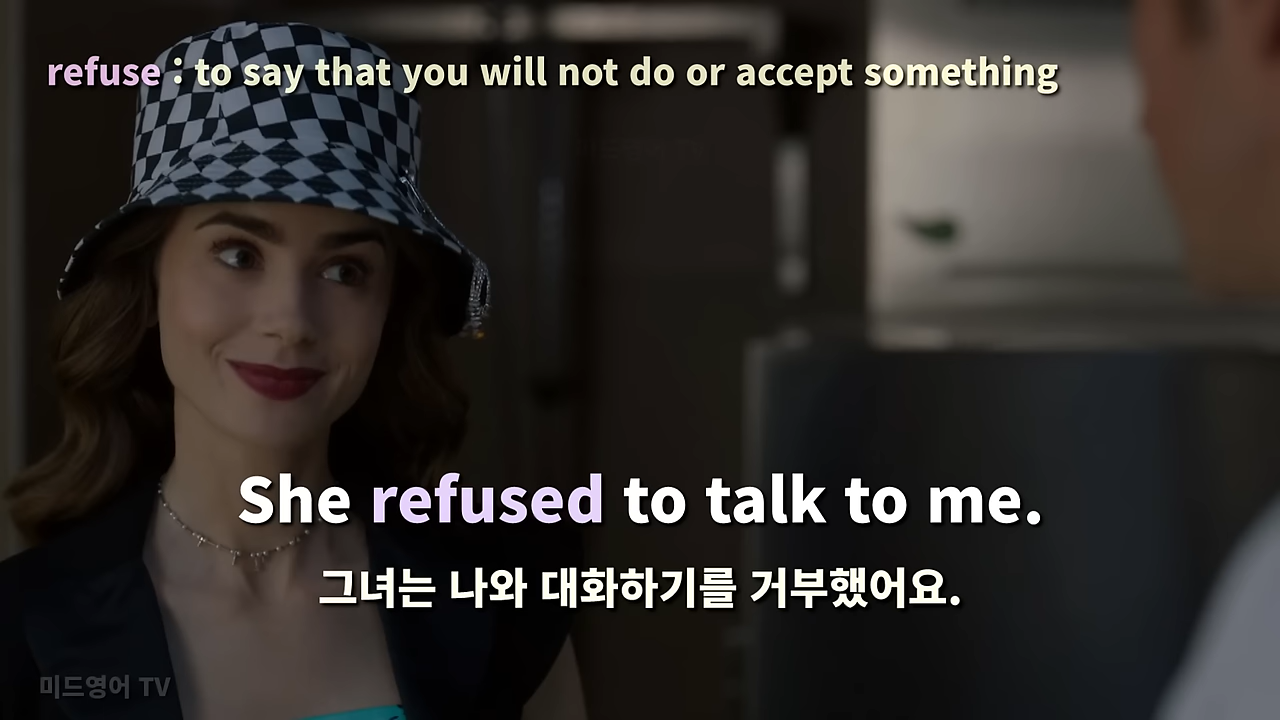 refuse : to say that you will not do or accept something
She refused to talk to me.
그녀는 나와 대화하기를 거부했어요.
미드영어 TV